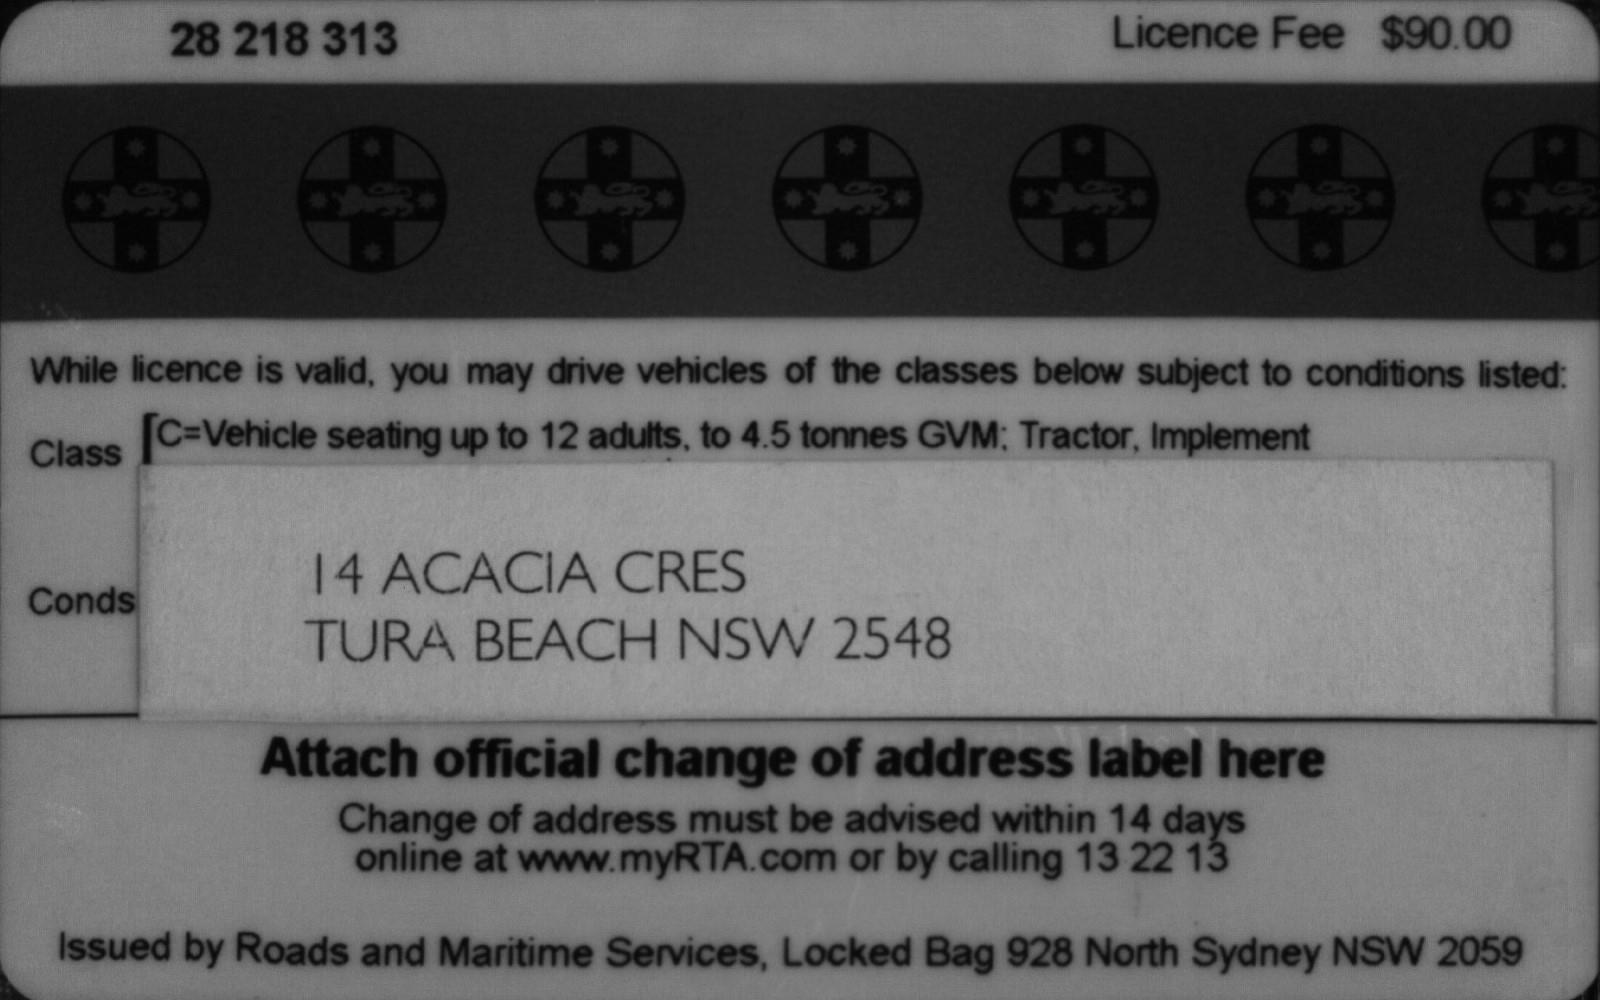 28 218 313
Licence Fee $90.00
While licence is valid, you may drive vehicles of the classes below subject to conditions listed:
Class [C=Vehicle seating up to 12 adults, to 4.5 tonnes GVM; Tractor, Implement
14 ACACIA CRES
Conds
TURA BEACH NSW 2548
Attach official change of address label here
Change of address must be advised within 14 days
online at www.myRTA.com or by calling 13 22 13
Issued by Roads and Maritime Services, Locked Bag 928 North Sydney NSW 2059